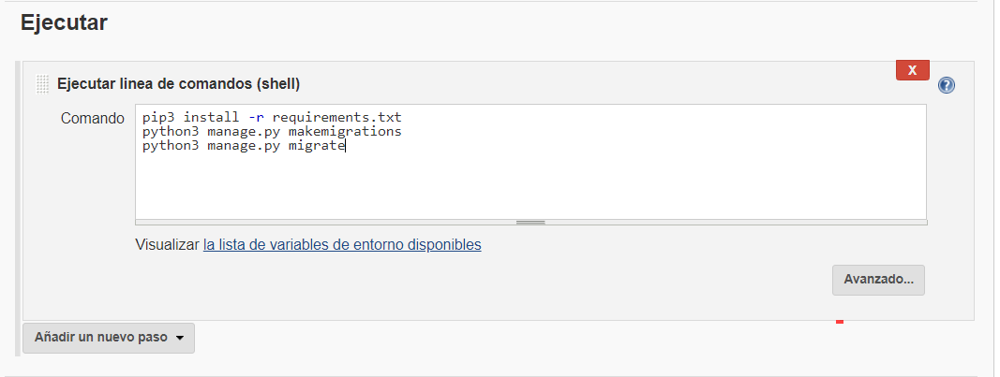 Ejecutar
X
Ejecutar linea de comandos (shell)
?
Comando
pip3 install -r requirements.txt
python3 manage.py makemigrations
python3 manage.py migrate
Visualizar la lista de variables de entorno disponibles
Avanzado...
Añadir un nuevo paso